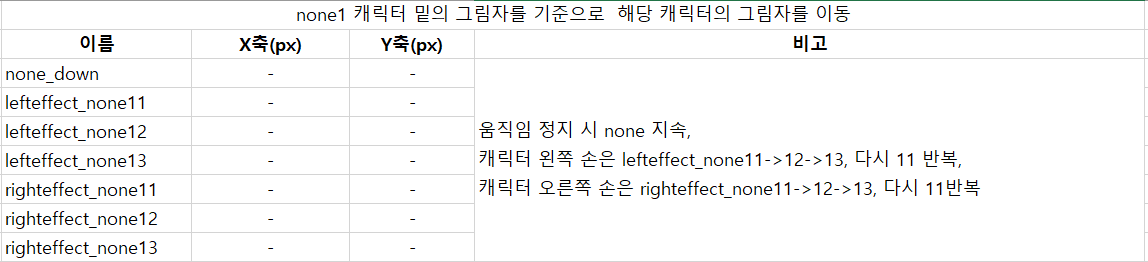 none1 캐릭터 밑의 그림자를 기준으로 해당 캐릭터의 그림자를 이동
이름 X축(px) Y축(px) 비고
none_down - -
lefteffect_none11 - -
lefteffect_none12 - - 움직임 정지 시 none 지속,
lefteffect_none13 - - 캐릭터 왼쪽 손은 lefteffect_none11->12->13, 다시 11 반복,
righteffect_none11 - - 캐릭터 오른쪽 손은 righteffect_none11->12->13, 다시 11반복
righteffect_none12 - -
righteffect_none13 - -